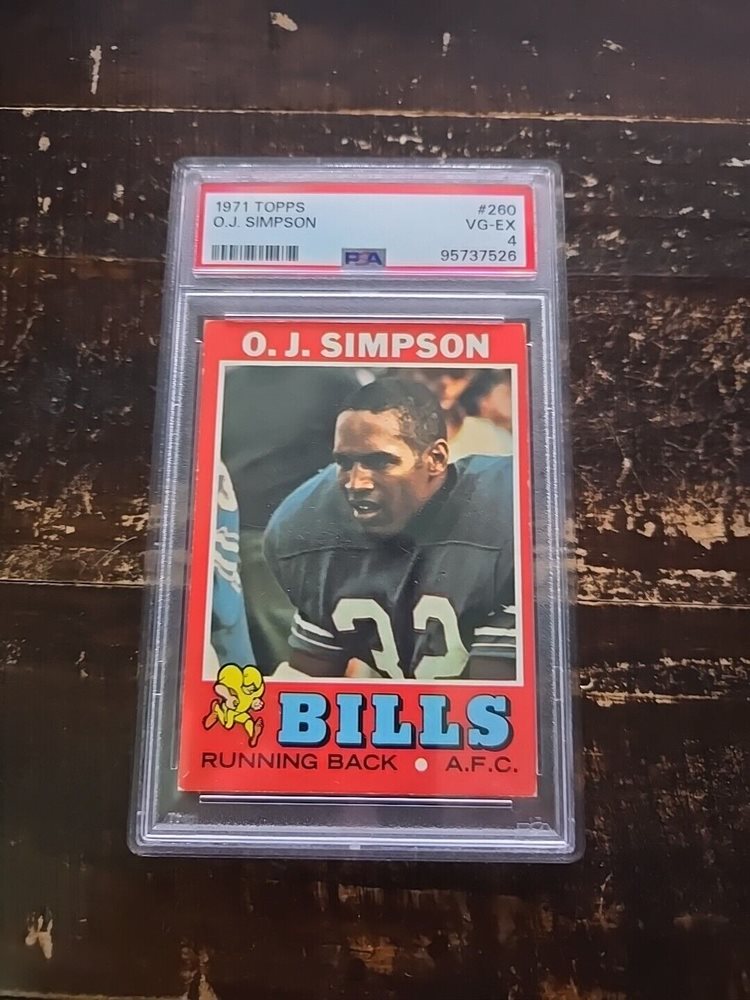 1971 TOPPS #260
O.J. SIMPSON VG-EX
4
PSA 95737526
O. J. SIMPSON
32
BILLS
RUNNING BACK • A.F.C.